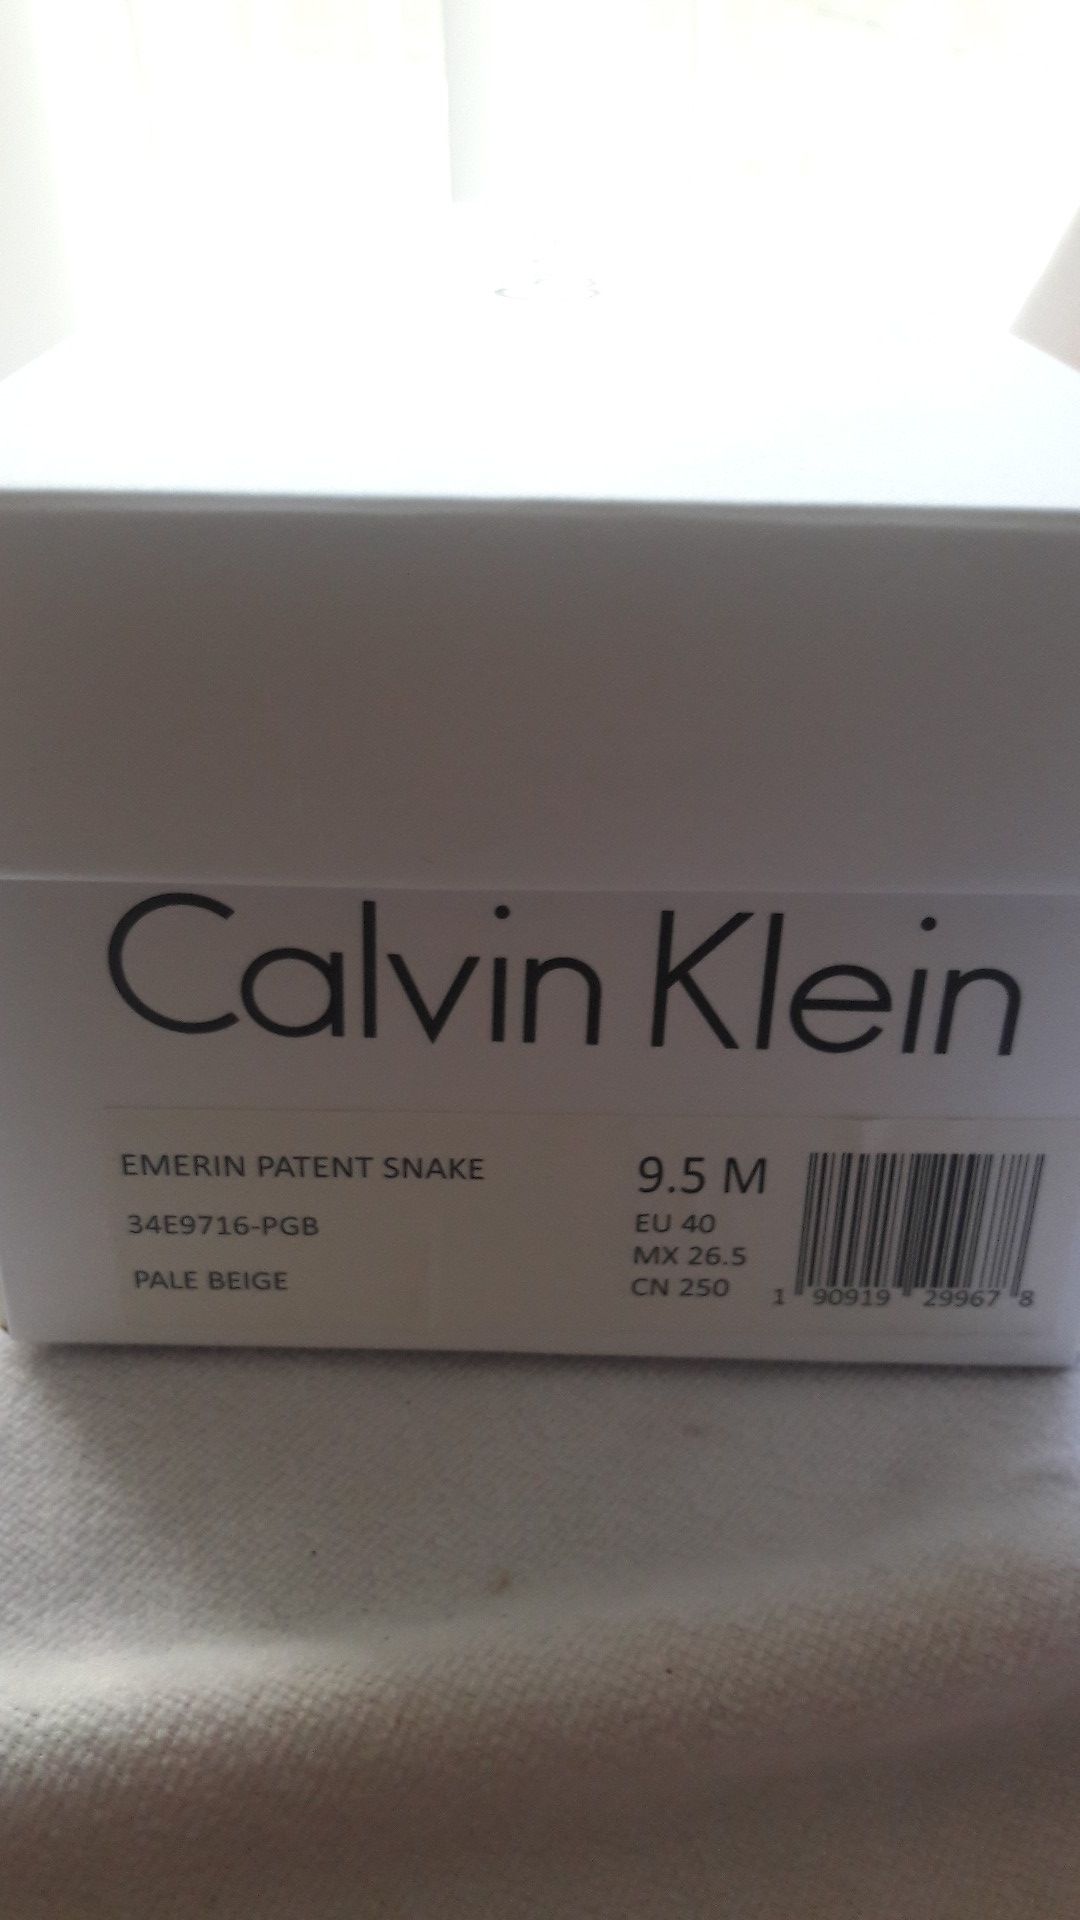 Calvin Klein
EMERIN PATENT SNAKE
34E9716-PGB
PALE BEIGE
9.5 M
EU 40
MX 26.5
CN 250
1 90919 29967 8